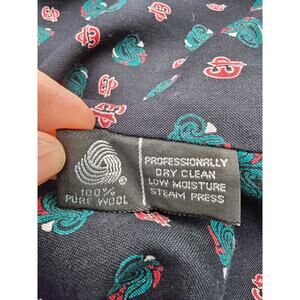 ®
100%
PURE WOOL
PROFESSIONALLY
DRY CLEAN
LOW MOISTURE
STEAM PRESS